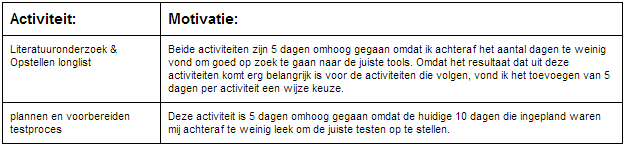 Activiteit: Motivatie:
Literatuuronderzoek &
Opstellen longlist
Beide activiteiten zijn 5 dagen omhoog gegaan omdat ik achteraf het aantal dagen te weinig
vond om goed op zoek te gaan naar de juiste tools. Omdat het resultaat dat uit deze
activiteiten komt erg belangrijk is voor de activiteiten die volgen, vond ik het toevoegen van 5
dagen per activiteit een wijze keuze.
plannen en voorbereiden
testproces
Deze activiteit is 5 dagen omhoog gegaan omdat de huidige 10 dagen die ingepland waren
mij achteraf te weinig leek om de juiste testen op te stellen.